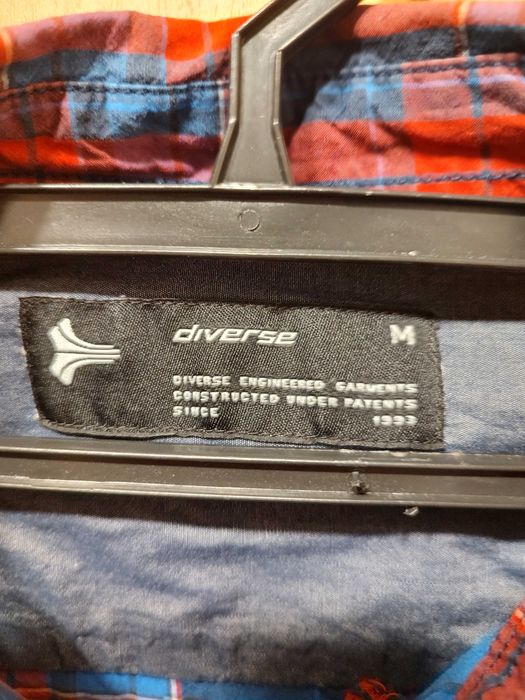 diverse M
DIVERSE ENGINEERED GARMENTS
CONSTRUCTED UNDER PATENTS
SINCE 1993